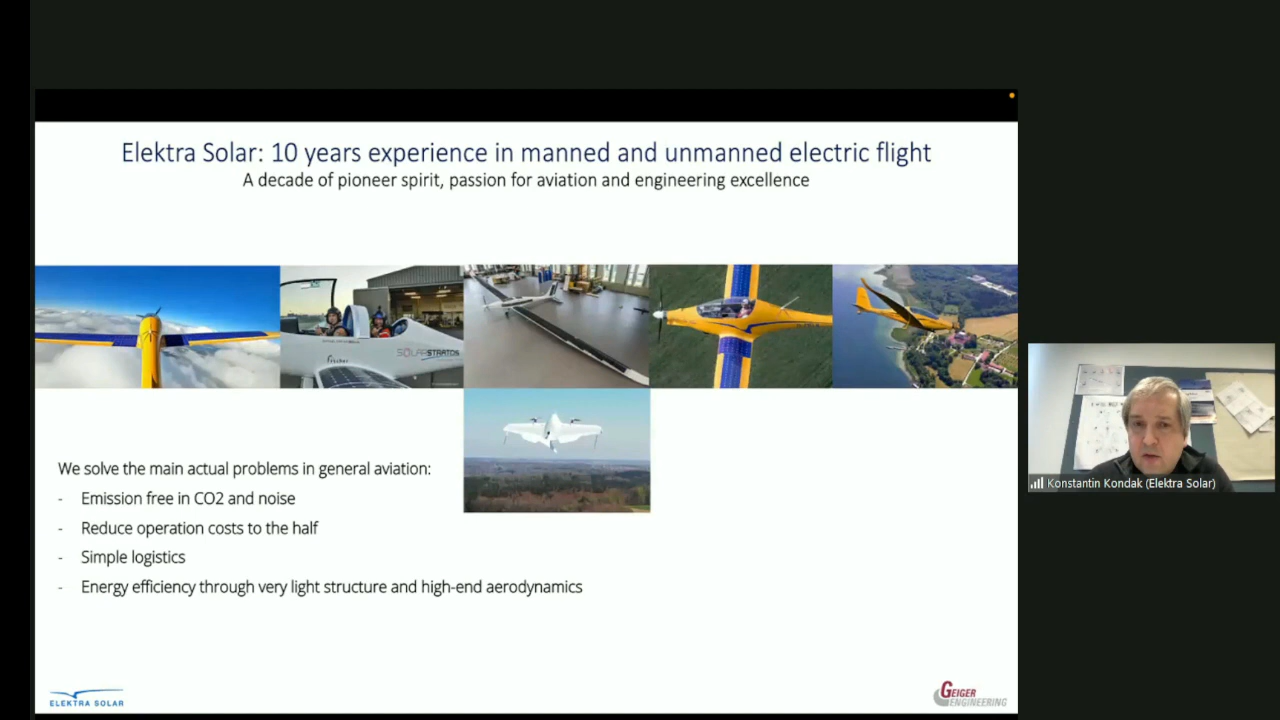 Elektra Solar: 10 years experience in manned and unmanned electric flight
A decade of pioneer spirit, passion for aviation and engineering excellence
SOLARSTRATOS
We solve the main actual problems in general aviation:
- Emission free in CO2 and noise
- Reduce operation costs to the half
- Simple logistics
- Energy efficiency through very light structure and high-end aerodynamics
Konstantin Kondak (Elektra Solar)
ELEKTRA SOLAR
GEIGER
ENGINEERING